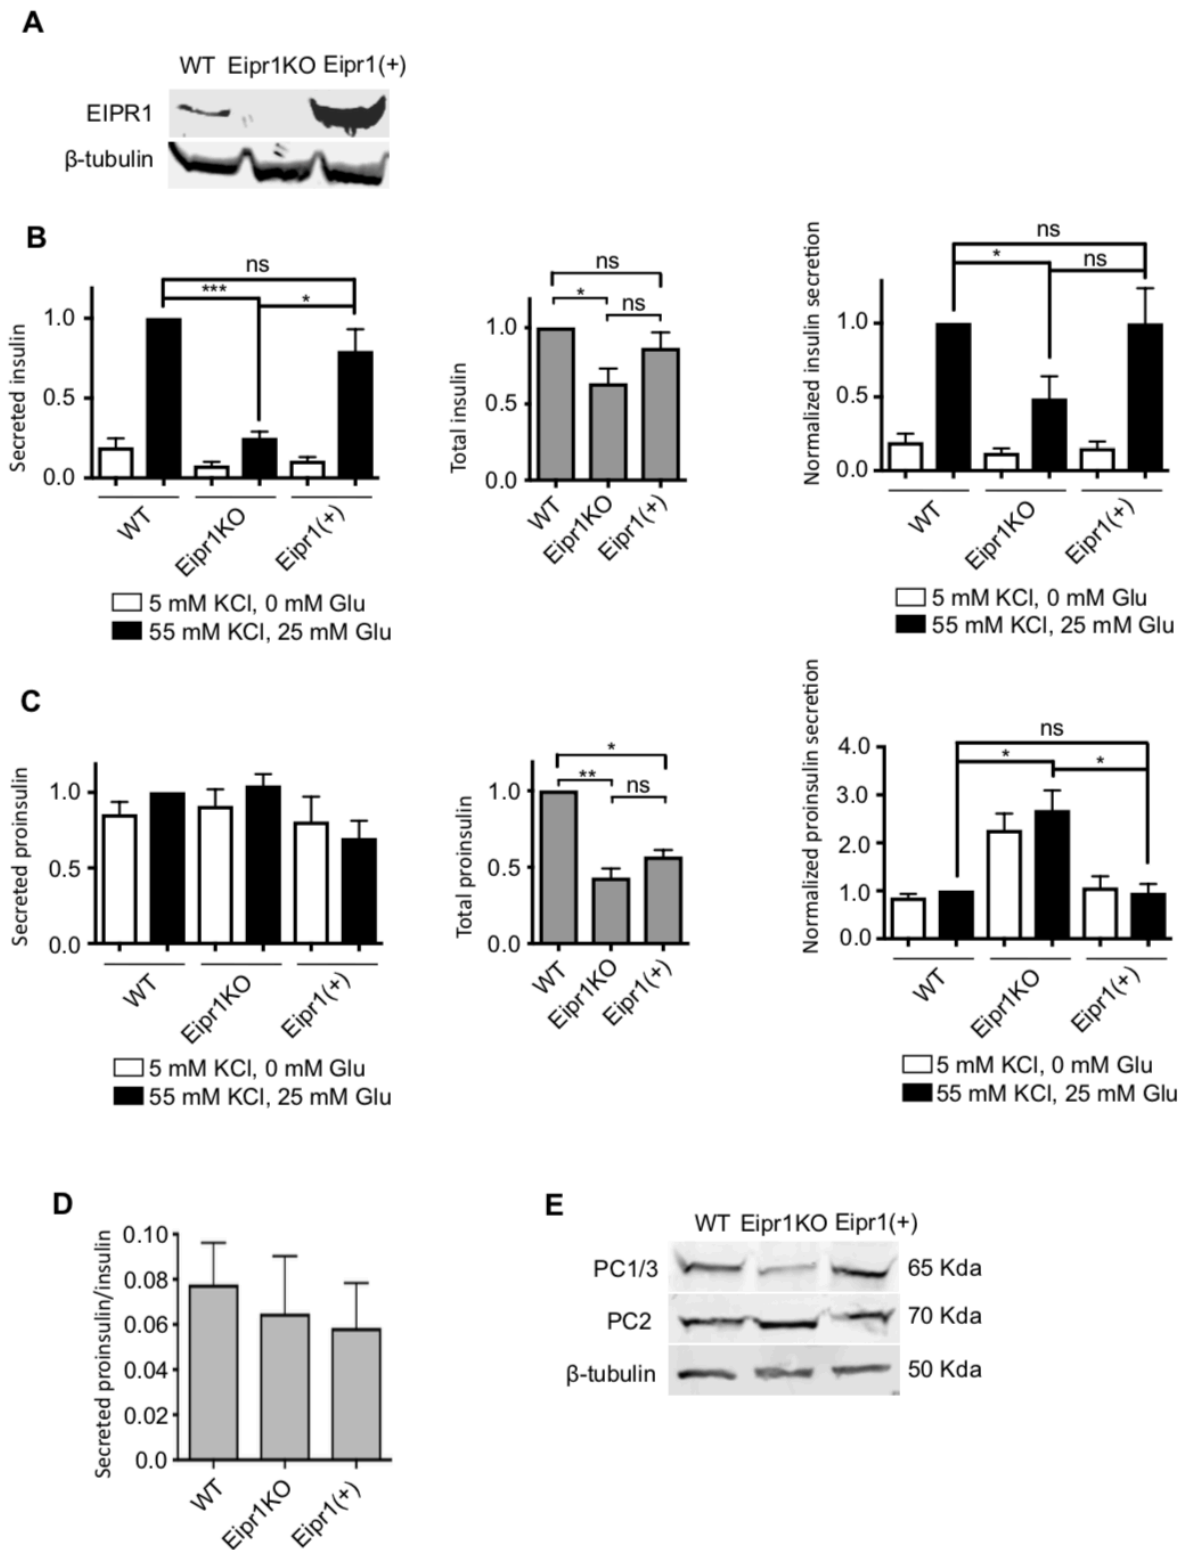 A
WT Eipr1KO Eipr1(+)
EIPR1
β-tubulin
B
Secreted insulin
1.0
0.5
0.0
ns
***
*
WT
Eipr1KO
Eipr1(+)
5 mM KCl, 0 mM Glu
55 mM KCl, 25 mM Glu
Total insulin
1.0
0.5
0.0
ns
*
ns
WT
Eipr1KO
Eipr1(+)
Normalized insulin secretion
1.0
0.5
0.0
ns
*
ns
WT
Eipr1KO
Eipr1(+)
5 mM KCl, 0 mM Glu
55 mM KCl, 25 mM Glu
C
Secreted proinsulin
1.0
0.5
0.0
WT
Eipr1KO
Eipr1(+)
5 mM KCl, 0 mM Glu
55 mM KCl, 25 mM Glu
Total proinsulin
1.0
0.5
0.0
*
**
ns
WT
Eipr1KO
Eipr1(+)
Normalized proinsulin secretion
4.0
3.0
2.0
1.0
0.0
ns
*
*
WT
Eipr1KO
Eipr1(+)
5 mM KCl, 0 mM Glu
55 mM KCl, 25 mM Glu
D
Secreted proinsulin/insulin
0.10
0.08
0.06
0.04
0.02
0.0
WT
Eipr1KO
Eipr1(+)
E
WT Eipr1KO Eipr1(+)
PC1/3 65 Kda
PC2 70 Kda
β-tubulin 50 Kda